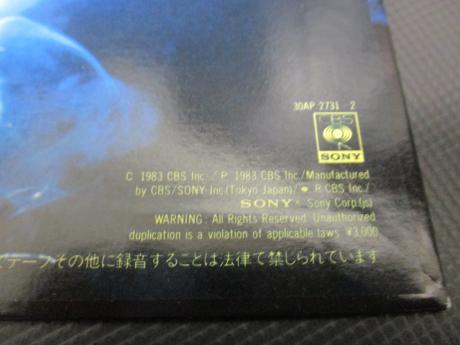 30AP 2731 2
CBS
SONY
C 1983 CBS Inc. / P 1983 CBS Inc./Manufactured
by CBS/SONY Inc.(Tokyo Japan)/ ● R CBS Inc./
SONY® Sony Corp.(js)
WARNING: All Rights Reserved. Unauthorized
duplication is a violation of applicable laws. ¥3,000
テープその他に録音することは法律で禁じられています